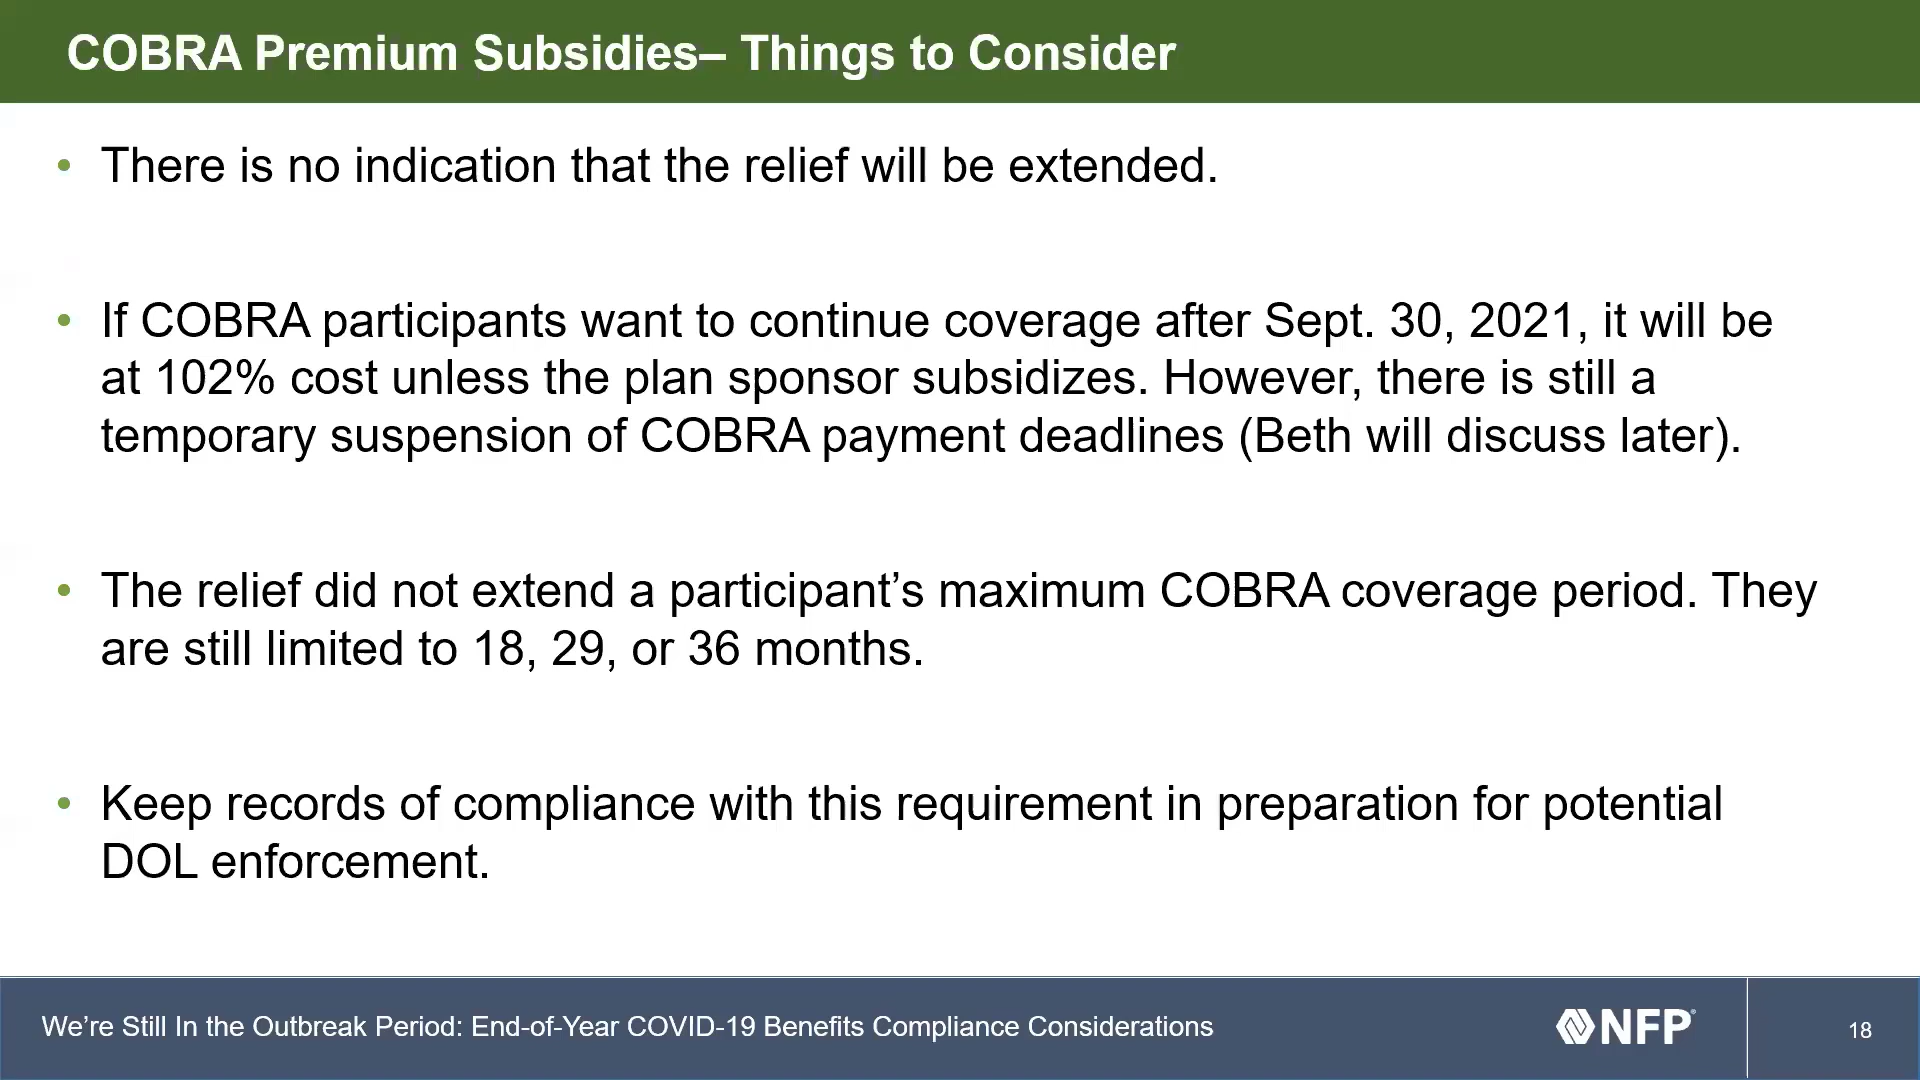 COBRA Premium Subsidies– Things to Consider
• There is no indication that the relief will be extended.
• If COBRA participants want to continue coverage after Sept. 30, 2021, it will be
at 102% cost unless the plan sponsor subsidizes. However, there is still a
temporary suspension of COBRA payment deadlines (Beth will discuss later).
• The relief did not extend a participant’s maximum COBRA coverage period. They
are still limited to 18, 29, or 36 months.
• Keep records of compliance with this requirement in preparation for potential
DOL enforcement.
We’re Still In the Outbreak Period: End-of-Year COVID-19 Benefits Compliance Considerations
NFP®
18